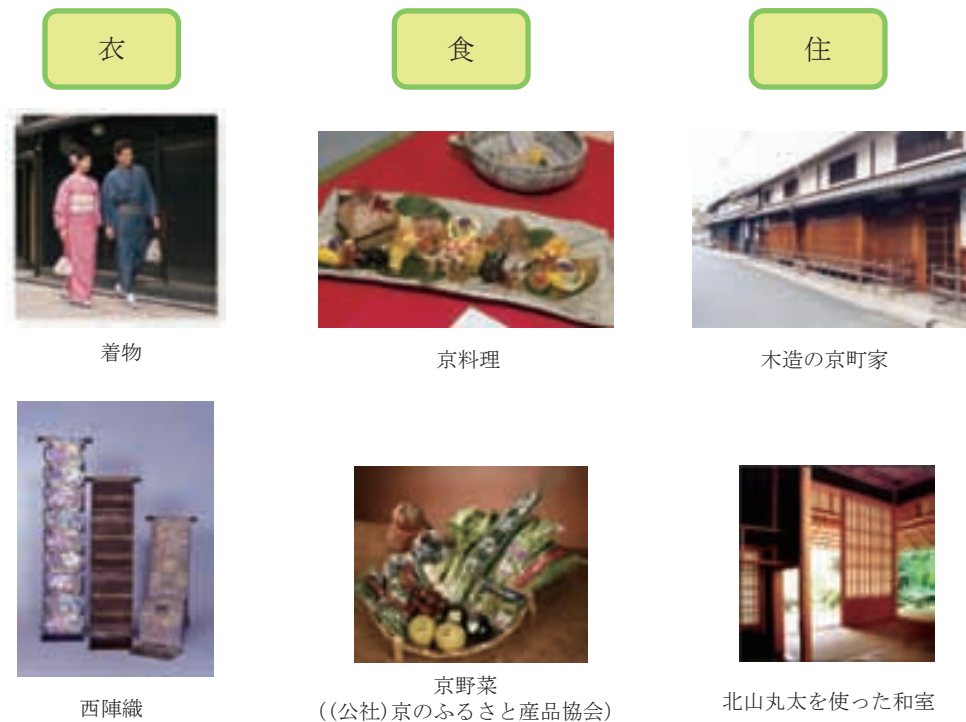 衣
食
住
着物
京料理
木造の京町家
西陣織
京野菜
((公社)京のふるさと産品協会)
北山丸太を使った和室